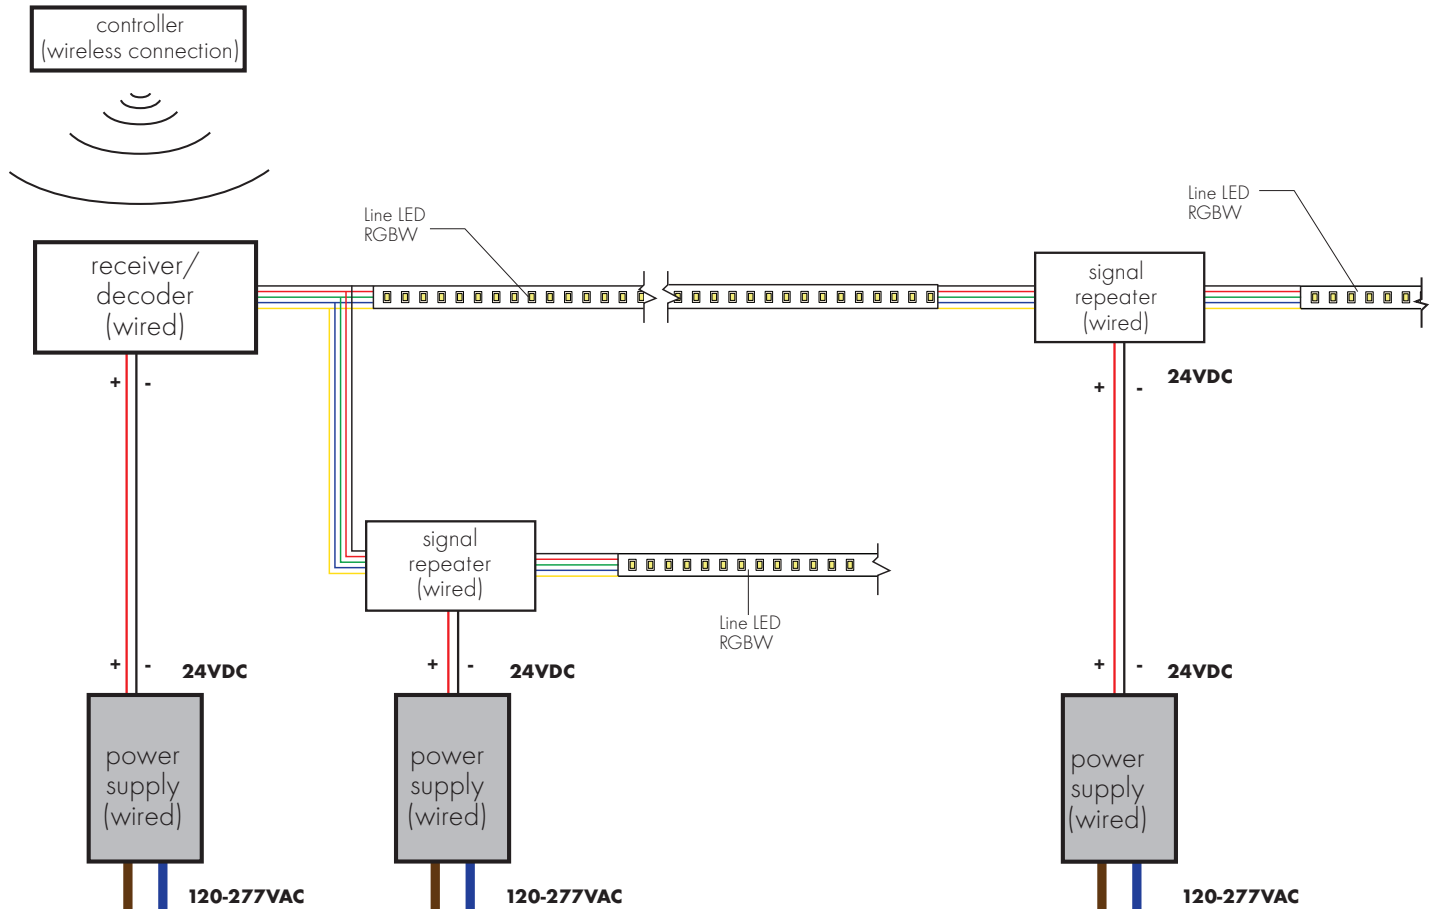 controller
(wireless connection)
Line LED
RGBW
Line LED
RGBW
receiver/
decoder
(wired)
signal
repeater
(wired)
+ -
+ -
24VDC
signal
repeater
(wired)
Line LED
RGBW
+ -
24VDC
+ -
24VDC
+ -
24VDC
power
supply
(wired)
power
supply
(wired)
power
supply
(wired)
120-277VAC
120-277VAC
120-277VAC